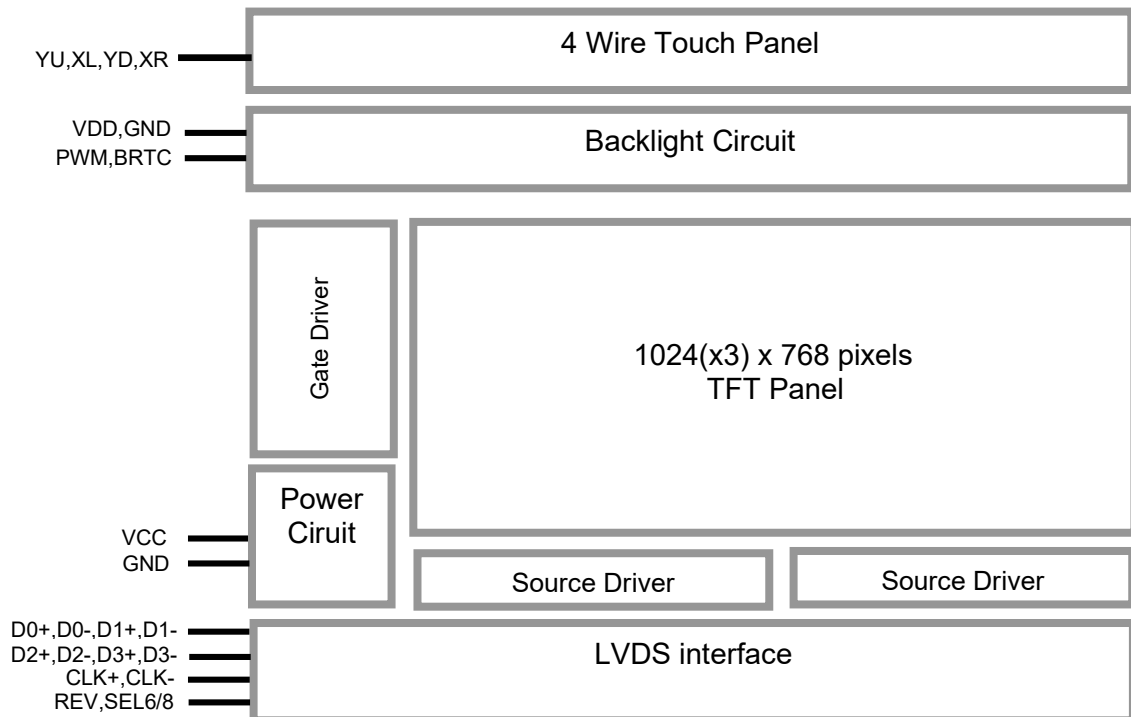 YU,XL,YD,XR
4 Wire Touch Panel
VDD,GND
PWM,BRTC
Backlight Circuit
Gate Driver
1024(x3) x 768 pixels
TFT Panel
Power
Ciruit
VCC
GND
Source Driver
Source Driver
D0+,D0-,D1+,D1-
D2+,D2-,D3+,D3-
CLK+,CLK-
REV,SEL6/8
LVDS interface